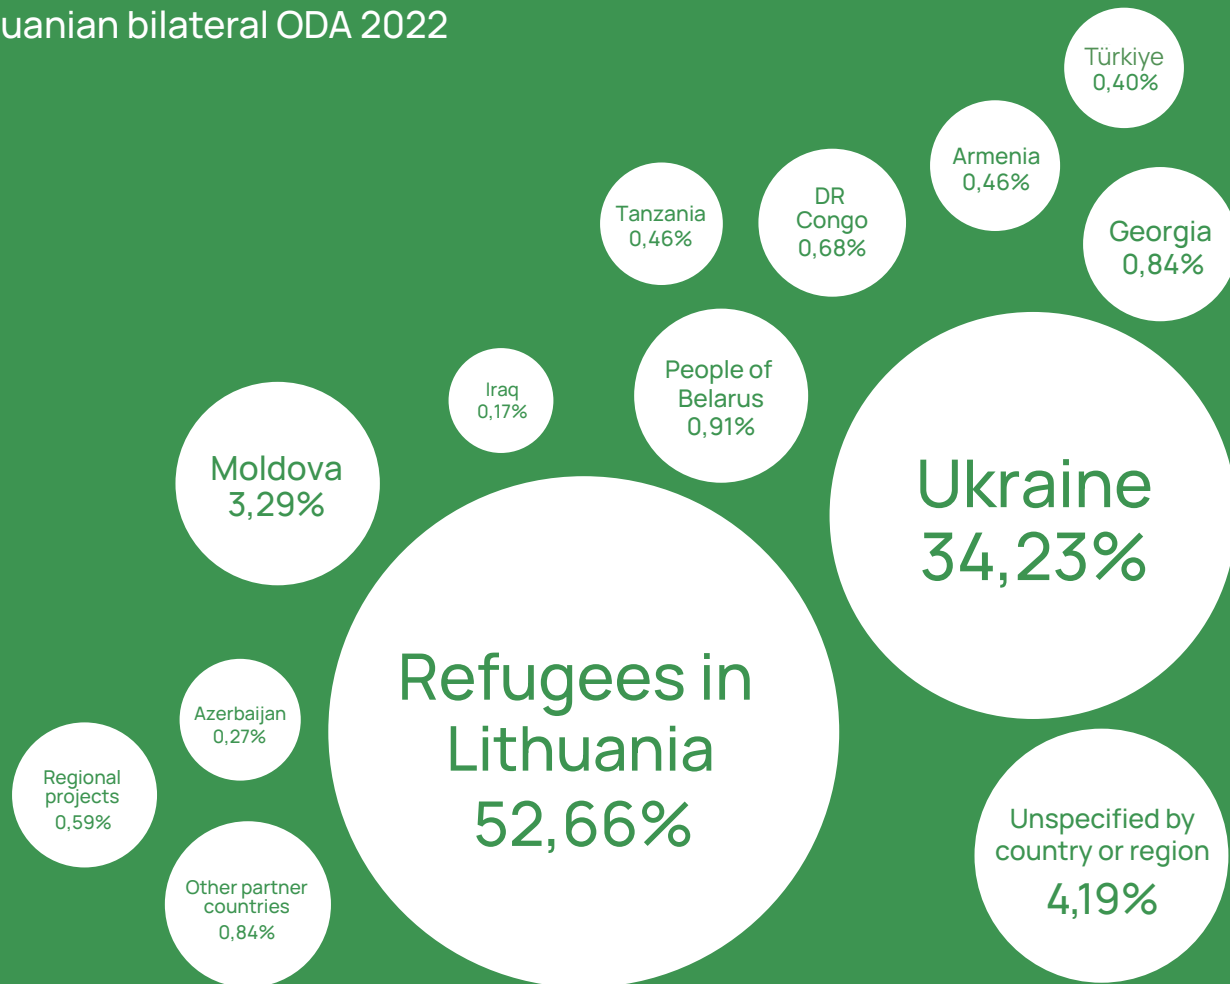 uanian bilateral ODA 2022
Türkiye
0,40%
Armenia
0,46%
DR
Congo
0,68%
Tanzania
0,46%
Georgia
0,84%
People of
Belarus
0,91%
Iraq
0,17%
Moldova
3,29%
Ukraine
34,23%
Refugees in
Lithuania
52,66%
Azerbaijan
0,27%
Regional
projects
0,59%
Unspecified by
country or region
4,19%
Other partner
countries
0,84%